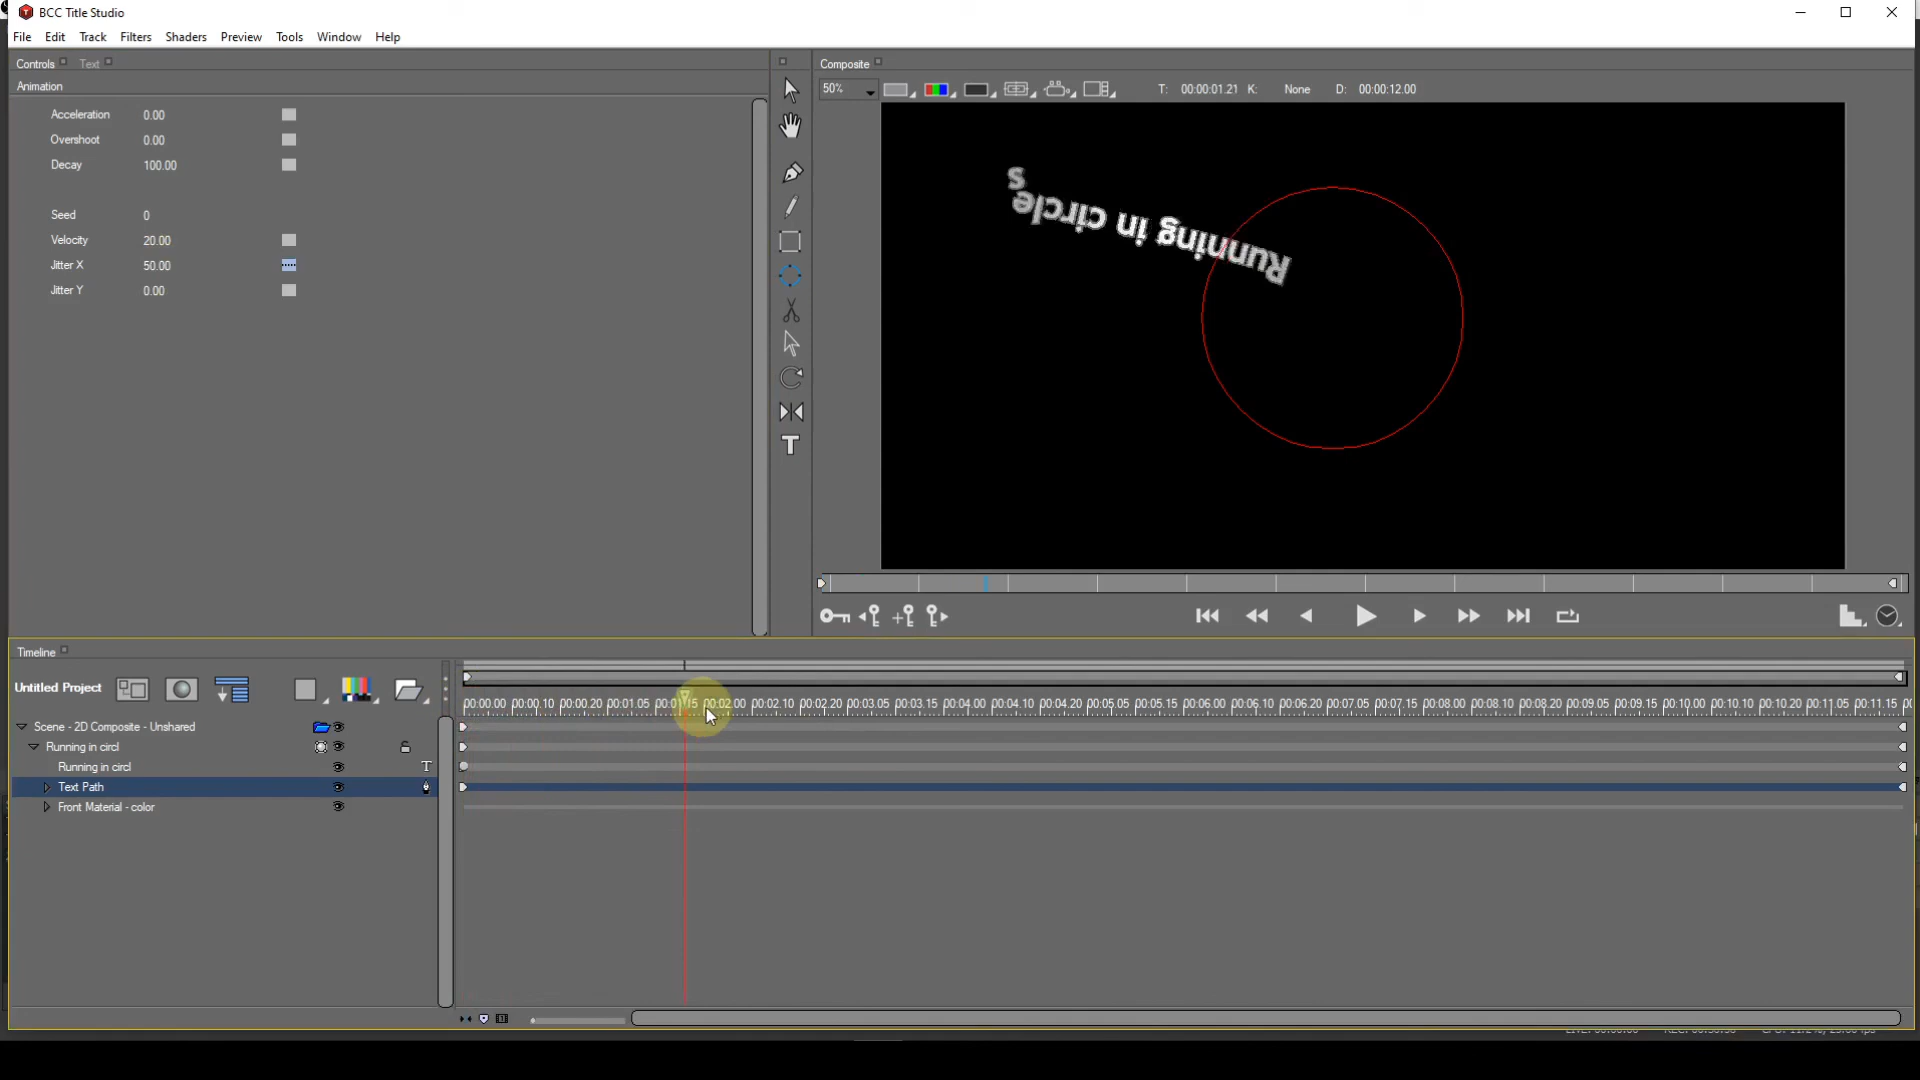 BCC Title Studio
File Edit Track Filters Shaders Preview Tools Window Help
Controls Text
Composite
Animation
50%
T: 00:00:01.21 K: None D: 00:00:12.00
Acceleration 0.00
Overshoot 0.00
Decay 100.00
Seed 0
Velocity 20.00
Jitter X 50.00
Jitter Y 0.00
Running in circles
T
Timeline
Untitled Project
00:00.00 00:00.10 00:00.20 00:01.05 00:01.15 00:02.0 00:02.10 00:02.20 00:03.05 00:03.15 00:04.00 00:04.10 00:04.20 00:05.05 00:05.15 00:06.00 00:06.10 00:06.20 00:07.05 00:07.15 00:08.00 00:08.10 00:08.20 00:09.05 00:09.15 00:10.00 00:10.10 00:10.20 00:11.05 00:11.15
Scene - 2D Composite - Unshared
Running in circl
Running in circl T
Text Path
Front Material - color